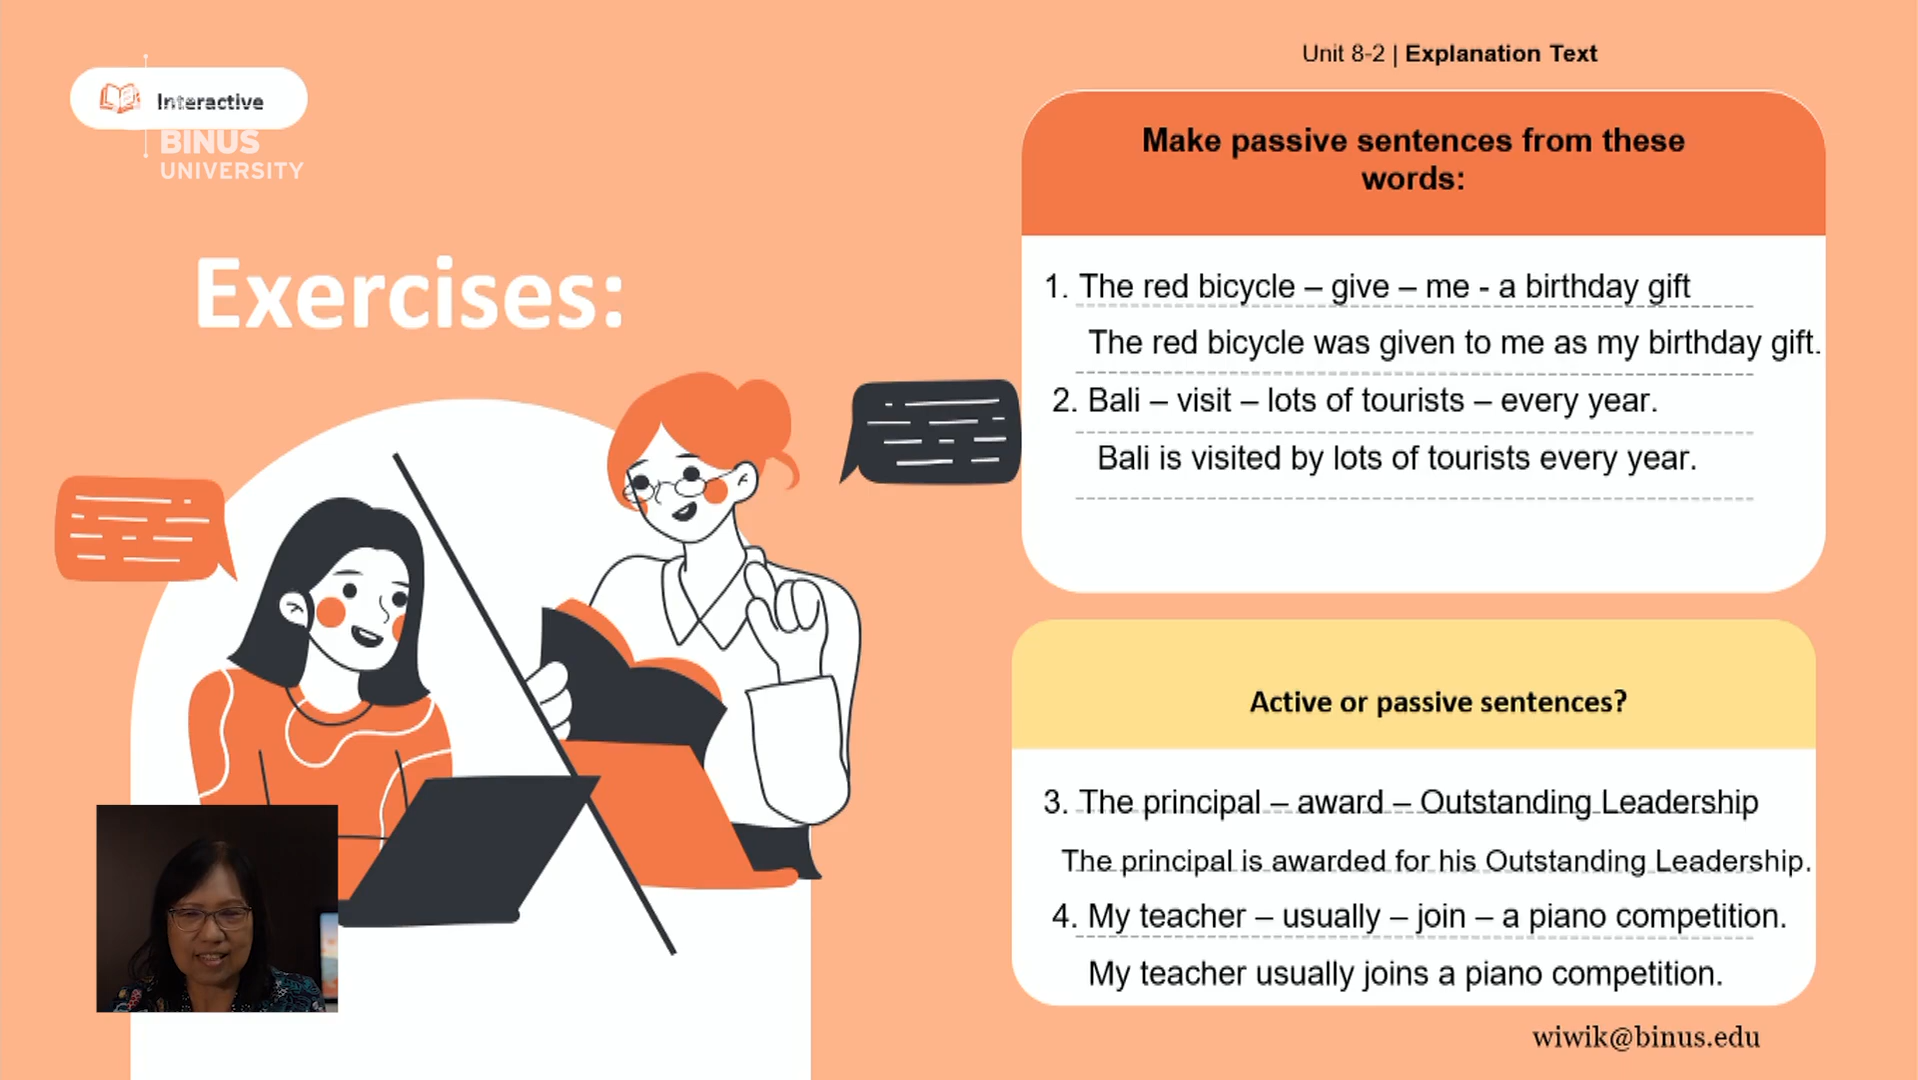 Interactive
BINUS
UNIVERSITY
Exercises:
Unit 8-2 | Explanation Text
Make passive sentences from these
words:
1. The red bicycle – give – me - a birthday gift
The red bicycle was given to me as my birthday gift.
2. Bali – visit – lots of tourists – every year.
Bali is visited by lots of tourists every year.
Active or passive sentences?
3. The principal – award – Outstanding Leadership
The principal is awarded for his Outstanding Leadership.
4. My teacher – usually – join – a piano competition.
My teacher usually joins a piano competition.
wiwik@binus.edu